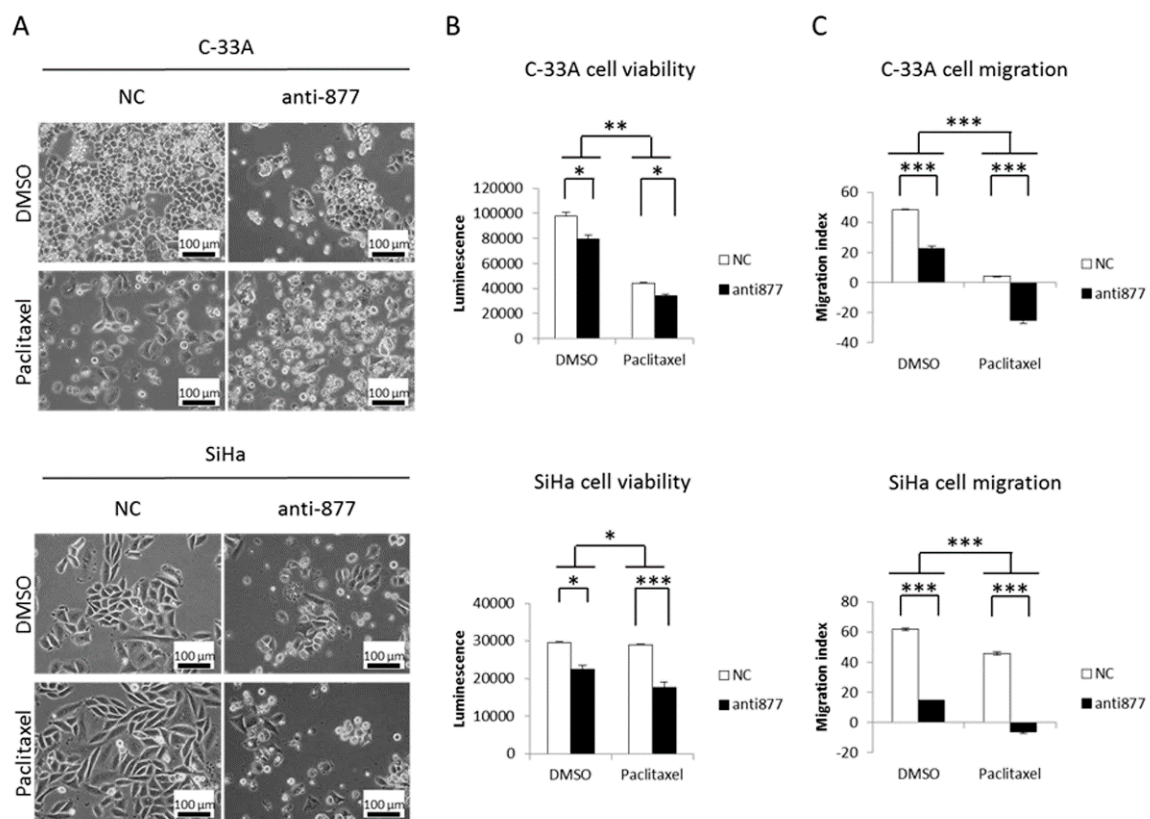 A
C-33A
NC anti-877
DMSO
100 µm 100 µm
Paclitaxel
100 µm 100 µm
SiHa
NC anti-877
DMSO
100 µm 100 µm
Paclitaxel
100 µm 100 µm
B
C-33A cell viability
**
* *
120000
100000
80000
60000
40000
20000
0
Luminescence
DMSO Paclitaxel
NC
anti877
SiHa cell viability
*
* ***
40000
30000
20000
10000
0
Luminescence
DMSO Paclitaxel
NC
anti877
C
C-33A cell migration
***
*** ***
60
40
20
0
-20
-40
Migration index
DMSO Paclitaxel
NC
anti877
SiHa cell migration
***
*** ***
80
60
40
20
0
-20
Migration index
DMSO Paclitaxel
NC
anti877